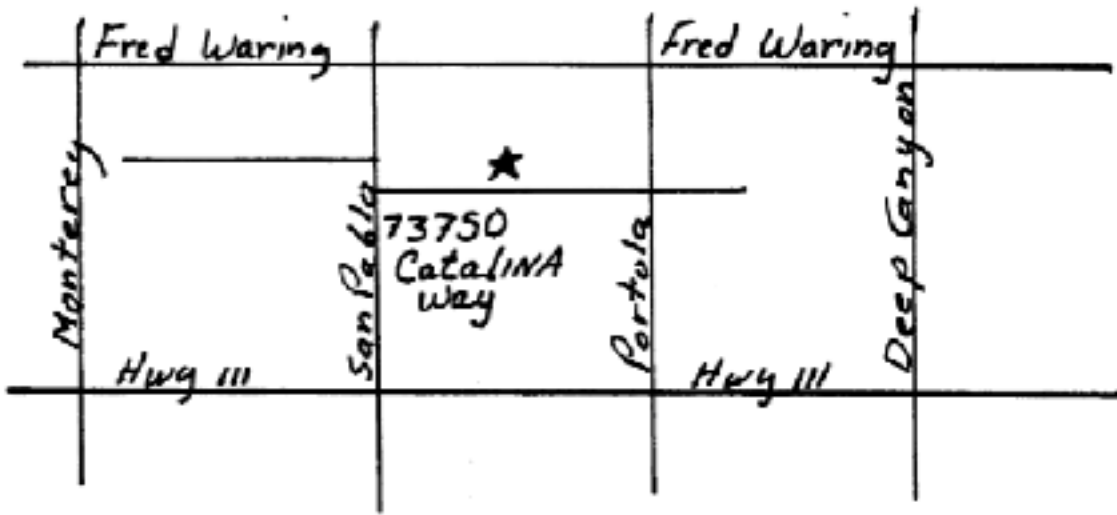 Fred Waring
Fred Waring
Monterey
San Pablo
73750
Catalina
Way
Portola
Deep Canyon
Hwy 111
Hwy 111